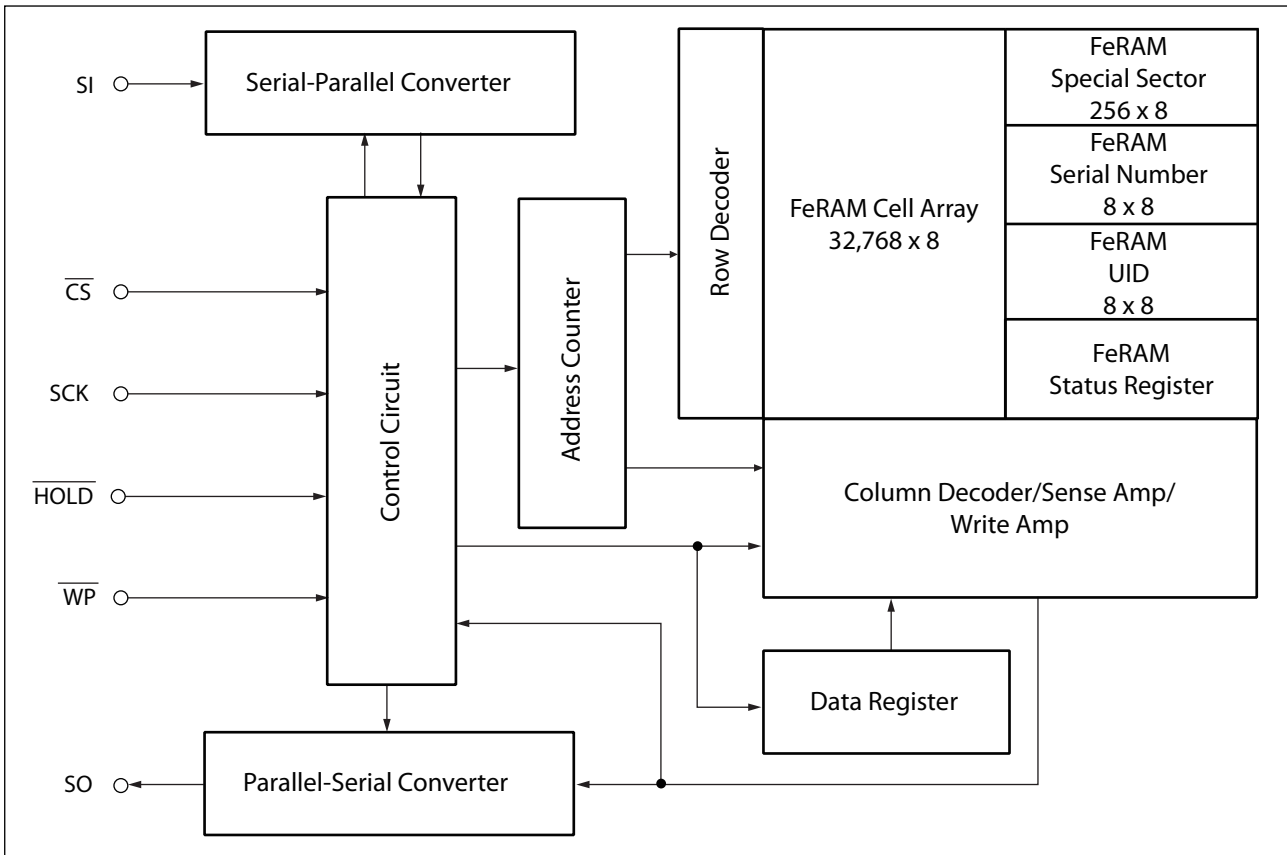 SI
Serial-Parallel Converter
CS
SCK
HOLD
WP
Control Circuit
Address Counter
Row Decoder
FeRAM Cell Array
32,768 x 8
FeRAM
Special Sector
256 x 8
FeRAM
Serial Number
8 x 8
FeRAM
UID
8 x 8
FeRAM
Status Register
Column Decoder/Sense Amp/
Write Amp
Data Register
SO
Parallel-Serial Converter